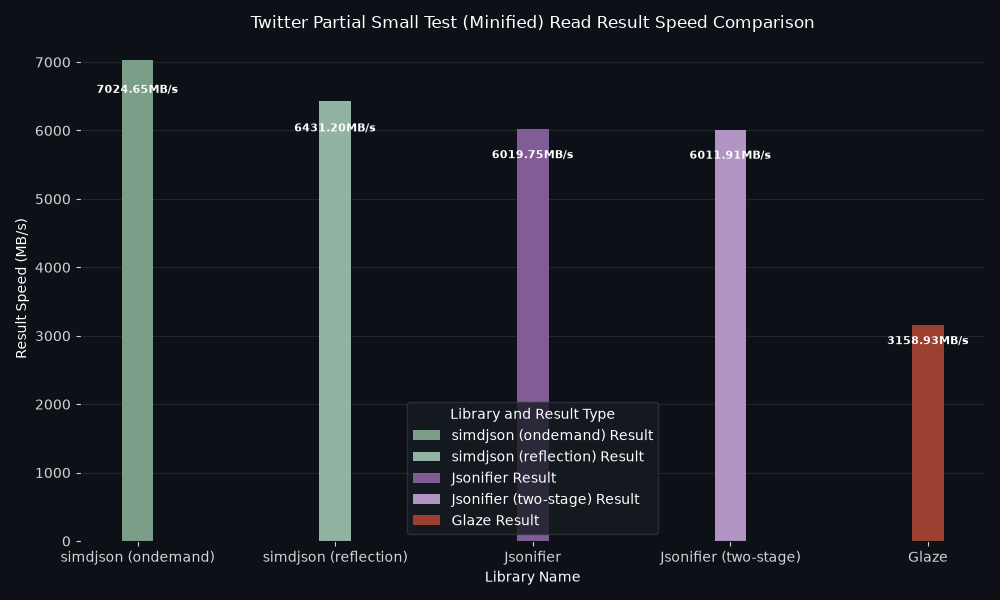 Twitter Partial Small Test (Minified) Read Result Speed Comparison
7000
7024.65MB/s
6431.20MB/s
6000
6019.75MB/s
6011.91MB/s
5000
Result Speed (MB/s)
4000
3000
3158.93MB/s
2000
Library and Result Type
simdjson (ondemand) Result
simdjson (reflection) Result
1000
Jsonifier Result
Jsonifier (two-stage) Result
Glaze Result
0
simdjson (ondemand)
simdjson (reflection)
Jsonifier
Jsonifier (two-stage)
Glaze
Library Name